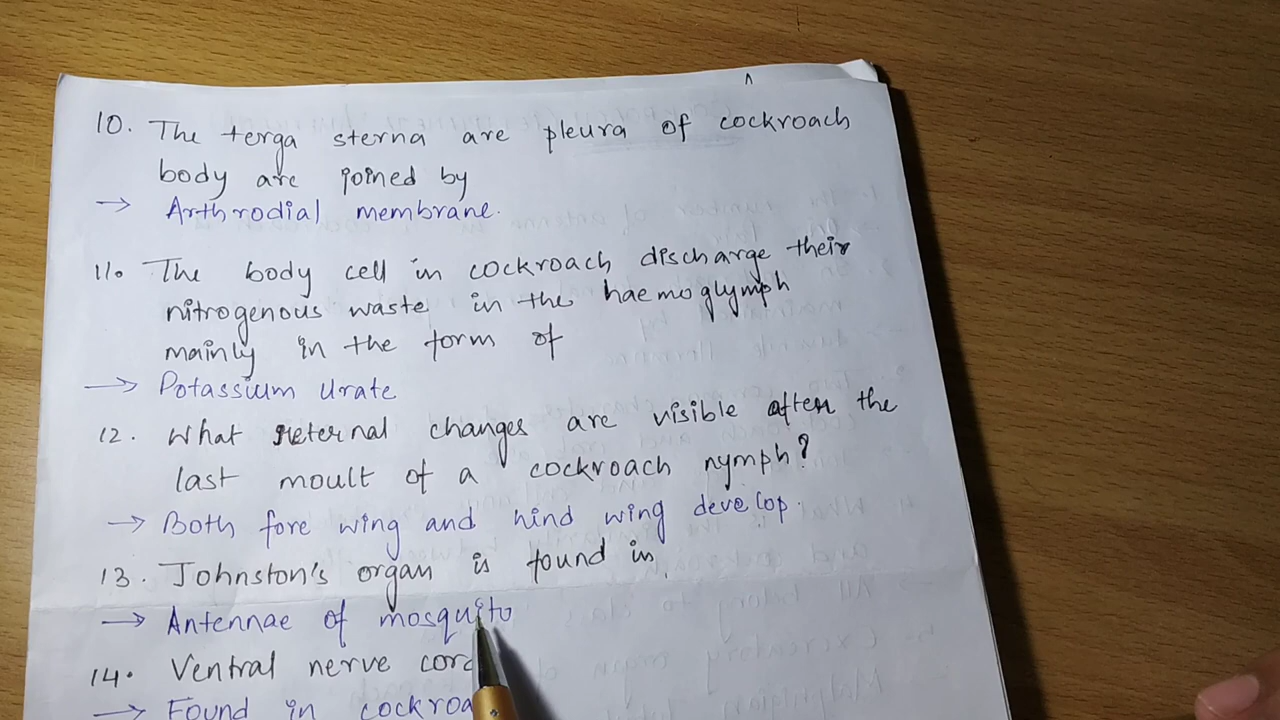 10. The terga sterna are pleura of cockroach
body are joined by
→ Arthrodial membrane.
11. The body cell in cockroach discharge their
nitrogenous waste in the haemoglymph
mainly in the form of
→ Potassium Urate
12. What external changes are visible after the
last moult of a cockroach nymph?
→ Both fore wing and hind wing develop.
13. Johnston's organ is found in
→ Antennae of mosquito
14. Ventral nerve
→ Found in